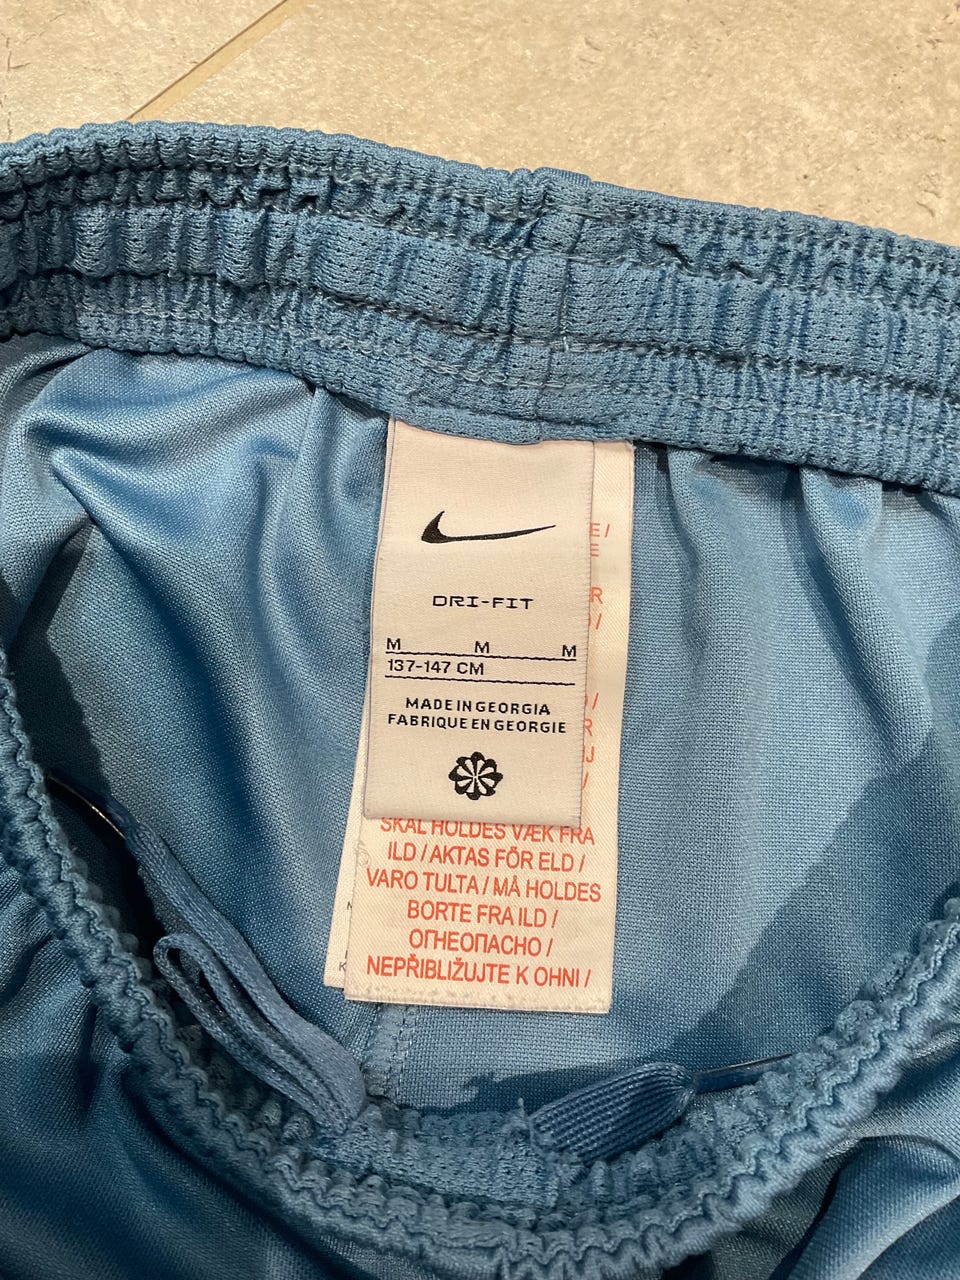 DRI-FIT
M M M
137-147 CM
MADE IN GEORGIA
FABRIQUE EN GEORGIE
E/
E
R
/
/
R
J
/
SKAL HOLDES VÆK FRA
ILD / AKTAS FÖR ELD /
VARO TULTA / MÅ HOLDES
BORTE FRA ILD /
ОГНЕОПАСНО /
NEPŘIBLIŽUJTE K OHNI /
K